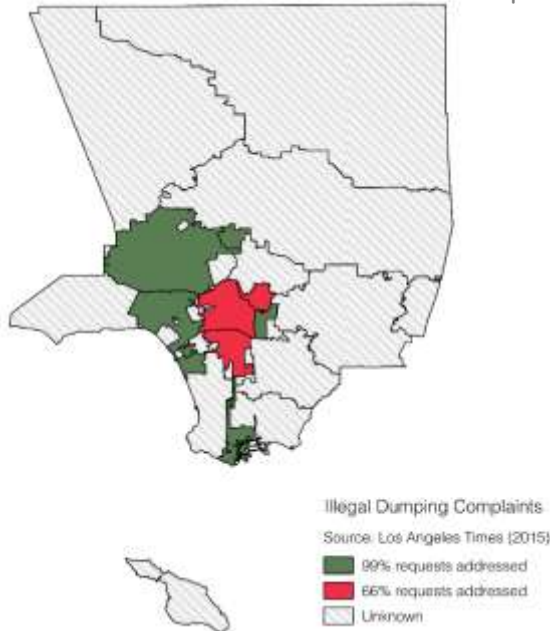 Illegal Dumping Complaints
Source: Los Angeles Times (2015)
99% requests addressed
66% requests addressed
Unknown